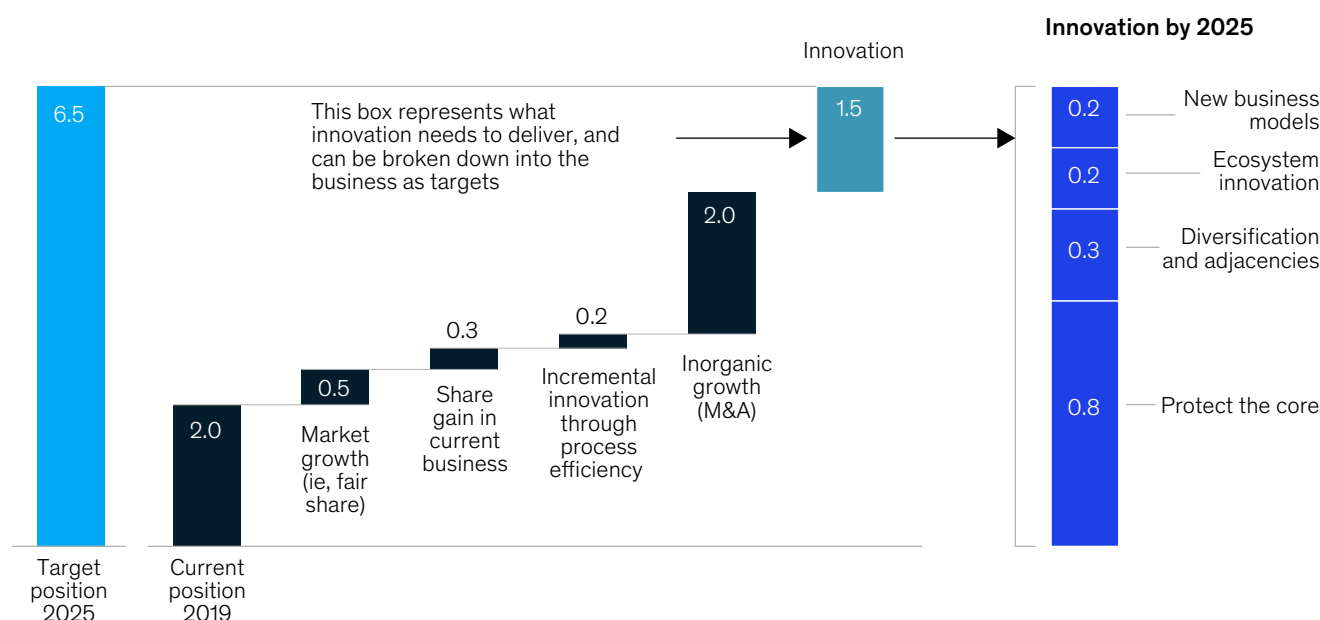 Innovation by 2025
Innovation
6.5
This box represents what
innovation needs to deliver, and
can be broken down into the
business as targets
1.5
0.2
New business
models
0.2
Ecosystem
innovation
0.3
Diversification
and adjacencies
0.8
Protect the core
2.0
0.5
0.3
0.2
2.0
Market
growth
(ie, fair
share)
Share
gain in
current
business
Incremental
innovation
through
process
efficiency
Inorganic
growth
(M&A)
Target
position
2025
Current
position
2019